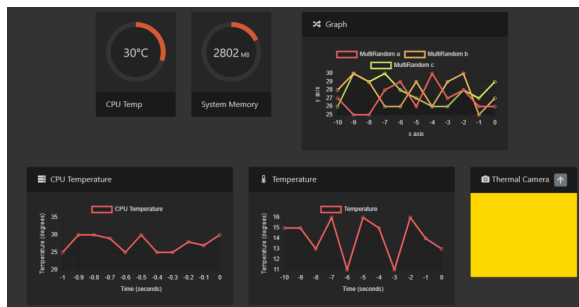 30°C
CPU Temp
2802 MB
System Memory
Graph
MultiRandom a
MultiRandom b
MultiRandom c
y axis
30
29
28
27
26
25
-10 -9 -8 -7 -6 -5 -4 -3 -2 -1 0
x axis
CPU Temperature
CPU Temperature
Temperature (degrees)
35
30
25
20
-1 -0.9 -0.8 -0.7 -0.6 -0.5 -0.4 -0.3 -0.2 -0.1 0
Time (seconds)
Temperature
Temperature
Temperature (degrees)
16
15
14
13
12
11
-10 -9 -8 -7 -6 -5 -4 -3 -2 -1 0
Time (seconds)
Thermal Camera